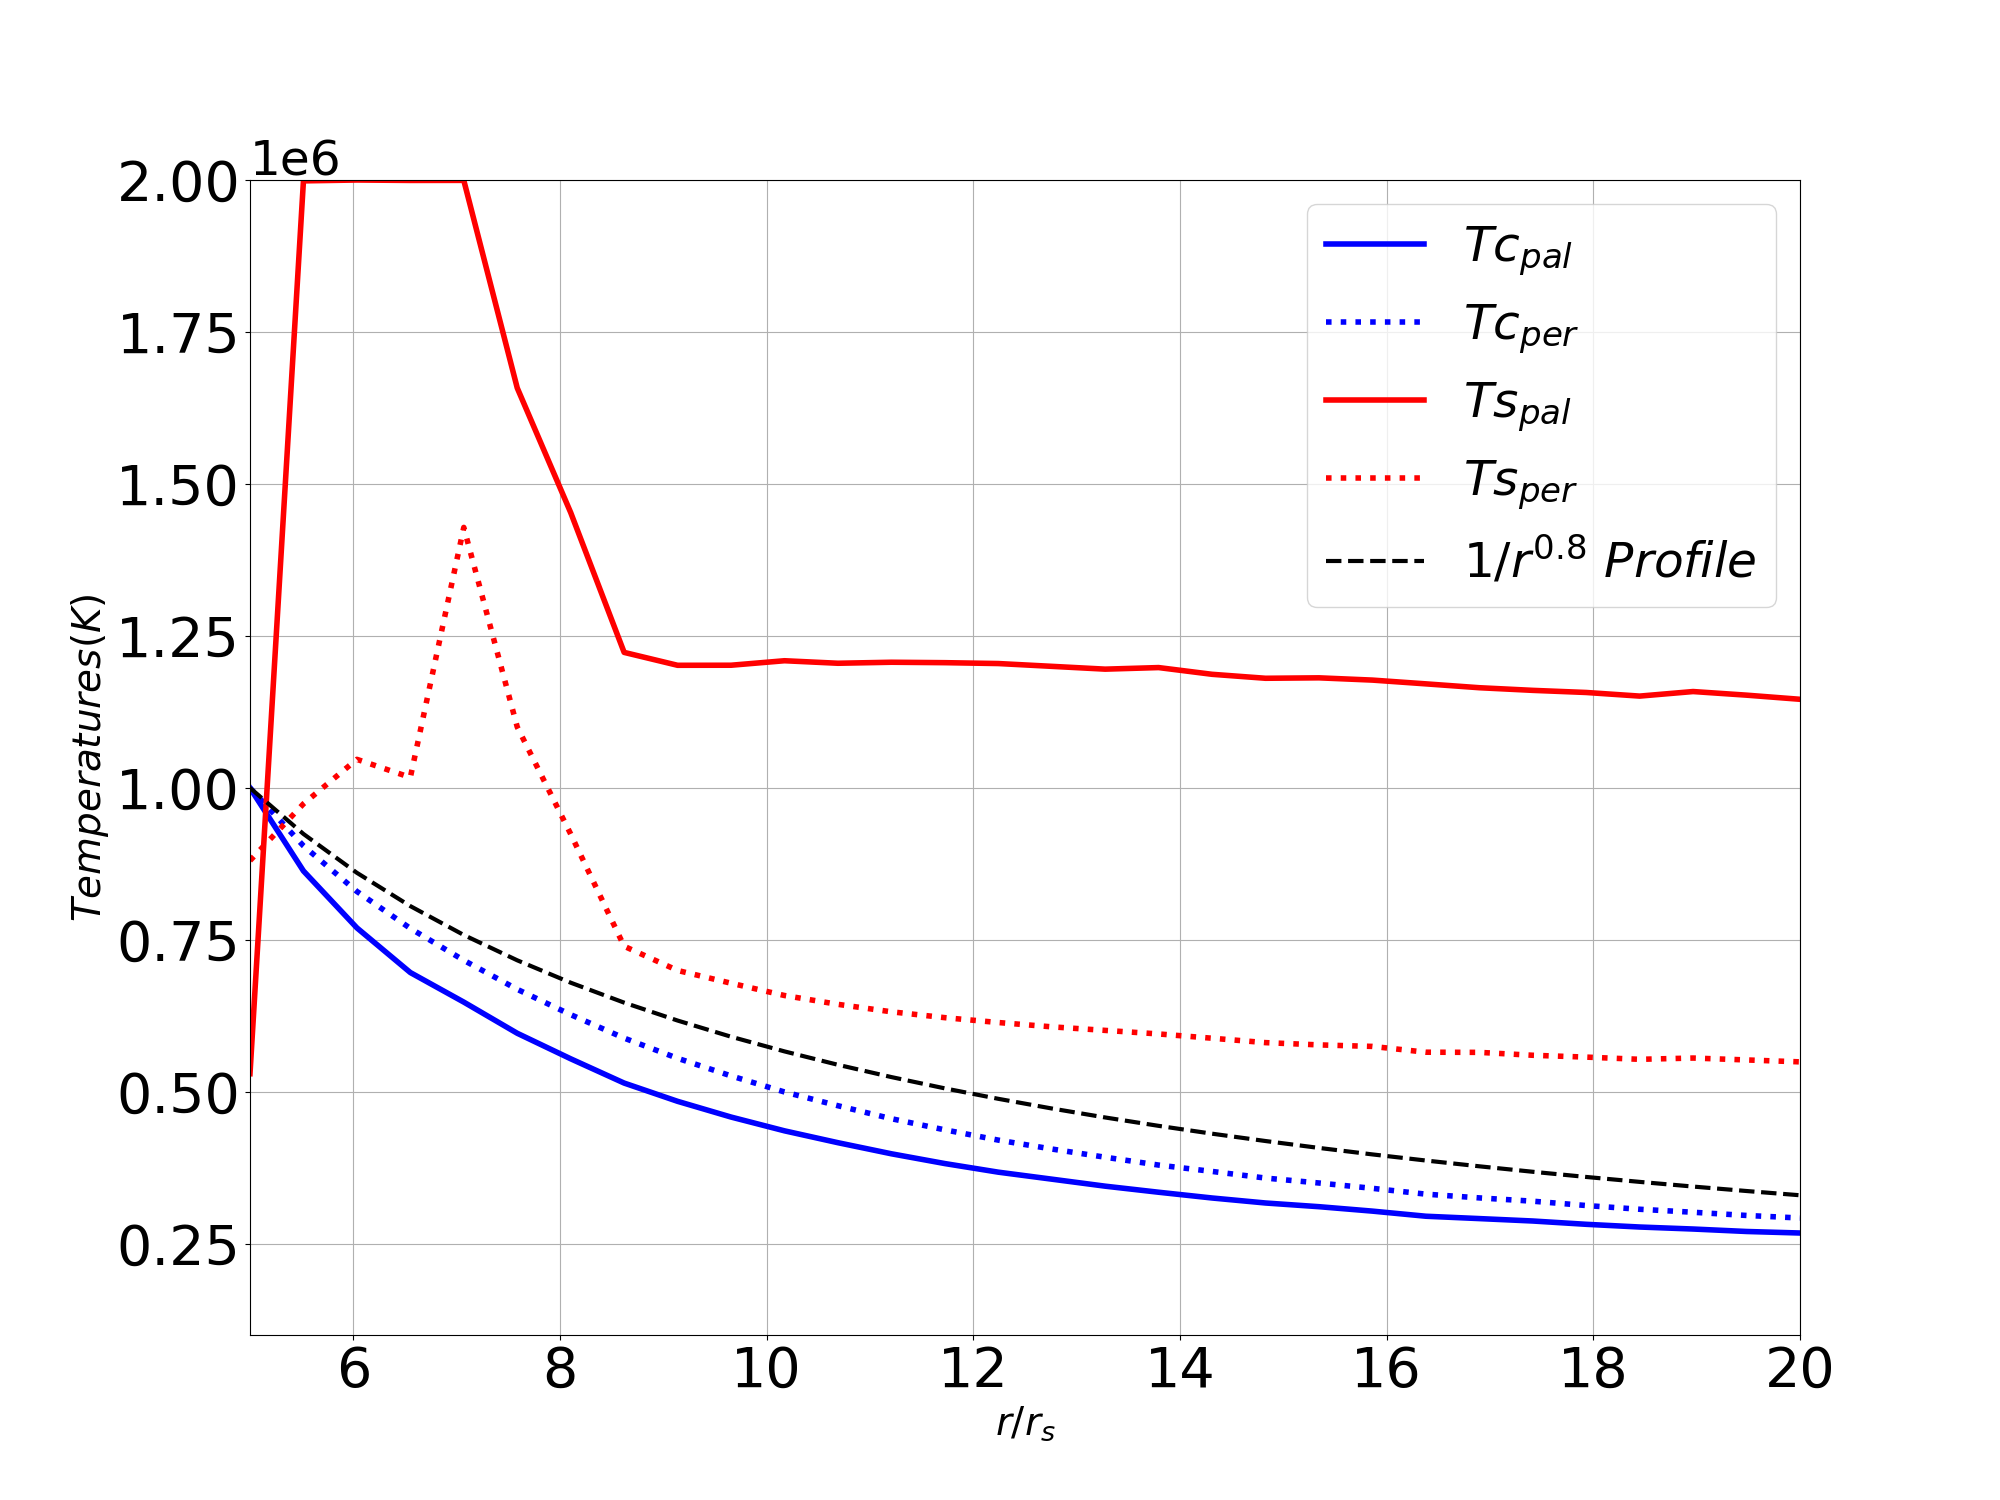 1e6
2.00
1.75
1.50
1.25
1.00
0.75
0.50
0.25
Temperatures(K)
Tc_pal
Tc_per
Ts_pal
Ts_per
1/r^0.8 Profile
6 8 10 12 14 16 18 20
r/r_s